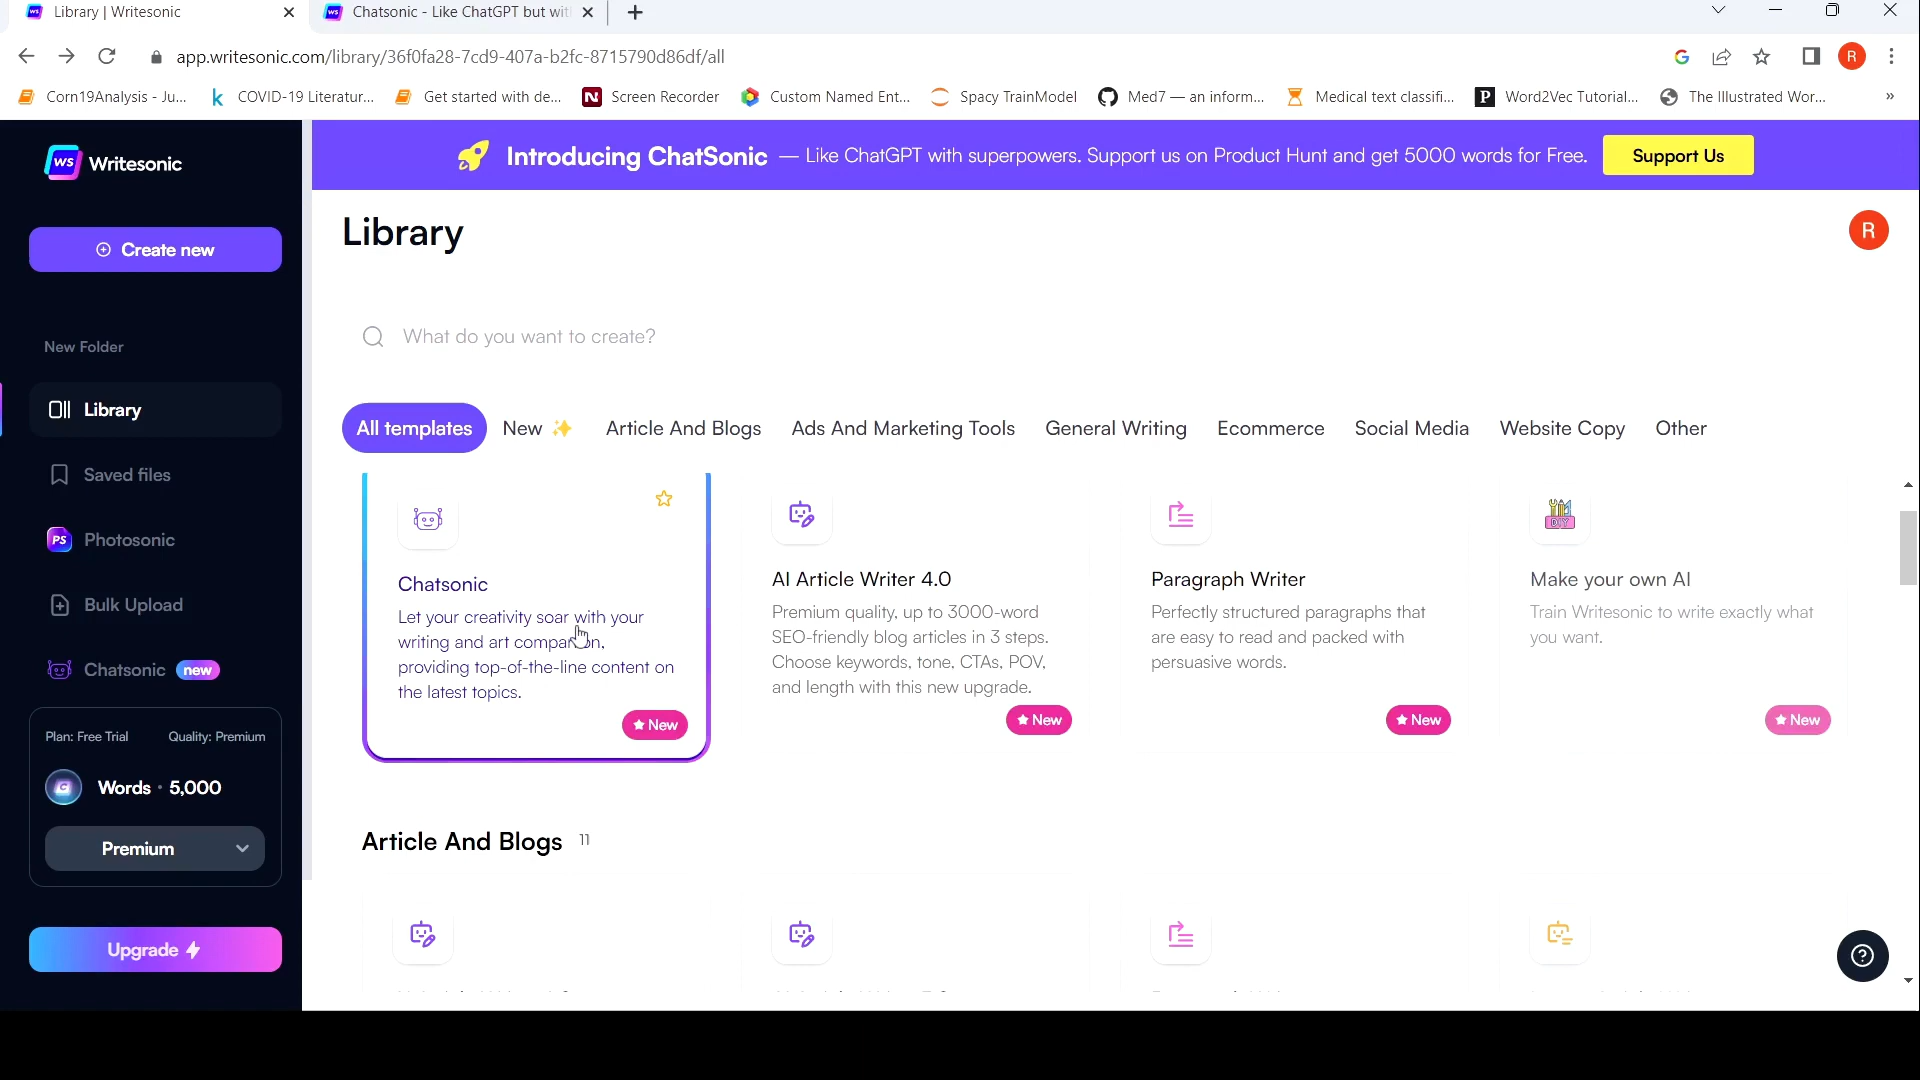 Library | Writesonic
Chatsonic - Like ChatGPT but wit
app.writesonic.com/library/36f0fa28-7cd9-407a-b2fc-8715790d86df/all
R
Corn19Analysis - Ju...
COVID-19 Literatur...
Get started with de...
Screen Recorder
Custom Named Ent...
Spacy TrainModel
Med7 — an inform...
Medical text classifi...
Word2Vec Tutorial...
The Illustrated Wor...
»
WS Writesonic
Introducing ChatSonic — Like ChatGPT with superpowers. Support us on Product Hunt and get 5000 words for Free.
Support Us
Create new
Library
R
New Folder
What do you want to create?
Library
Saved files
PS Photosonic
Bulk Upload
Chatsonic new
All templates
New
Article And Blogs
Ads And Marketing Tools
General Writing
Ecommerce
Social Media
Website Copy
Other
Chatsonic
Let your creativity soar with your
writing and art companion,
providing top-of-the-line content on
the latest topics.
New
AI Article Writer 4.0
Premium quality, up to 3000-word
SEO-friendly blog articles in 3 steps.
Choose keywords, tone, CTAs, POV,
and length with this new upgrade.
New
Paragraph Writer
Perfectly structured paragraphs that
are easy to read and packed with
persuasive words.
New
DIY
Make your own AI
Train Writesonic to write exactly what
you want.
New
Plan: Free Trial
Quality: Premium
Words · 5,000
Premium
Upgrade
Article And Blogs 11